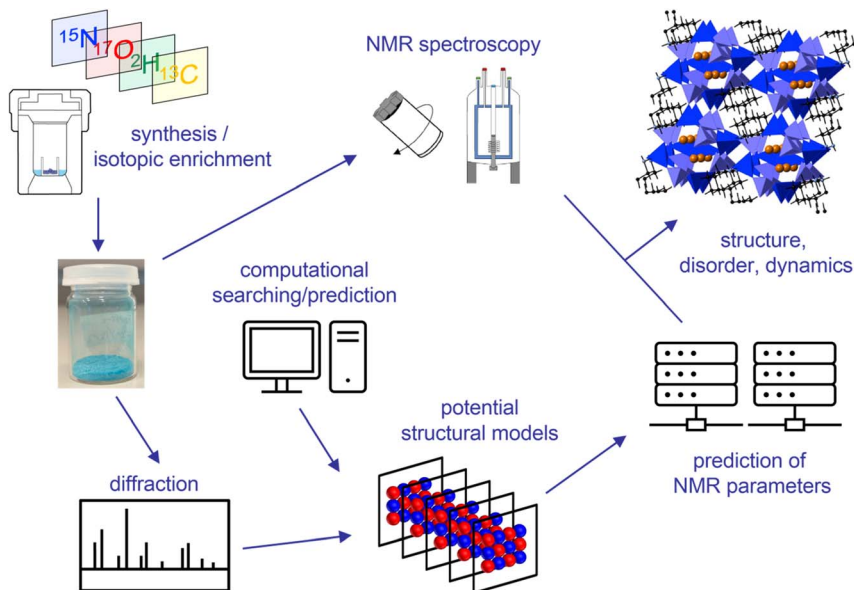 15N
17O
2H
13C
synthesis /
isotopic enrichment
NMR spectroscopy
computational
searching/prediction
structure,
disorder, dynamics
potential
structural models
prediction of
NMR parameters
diffraction